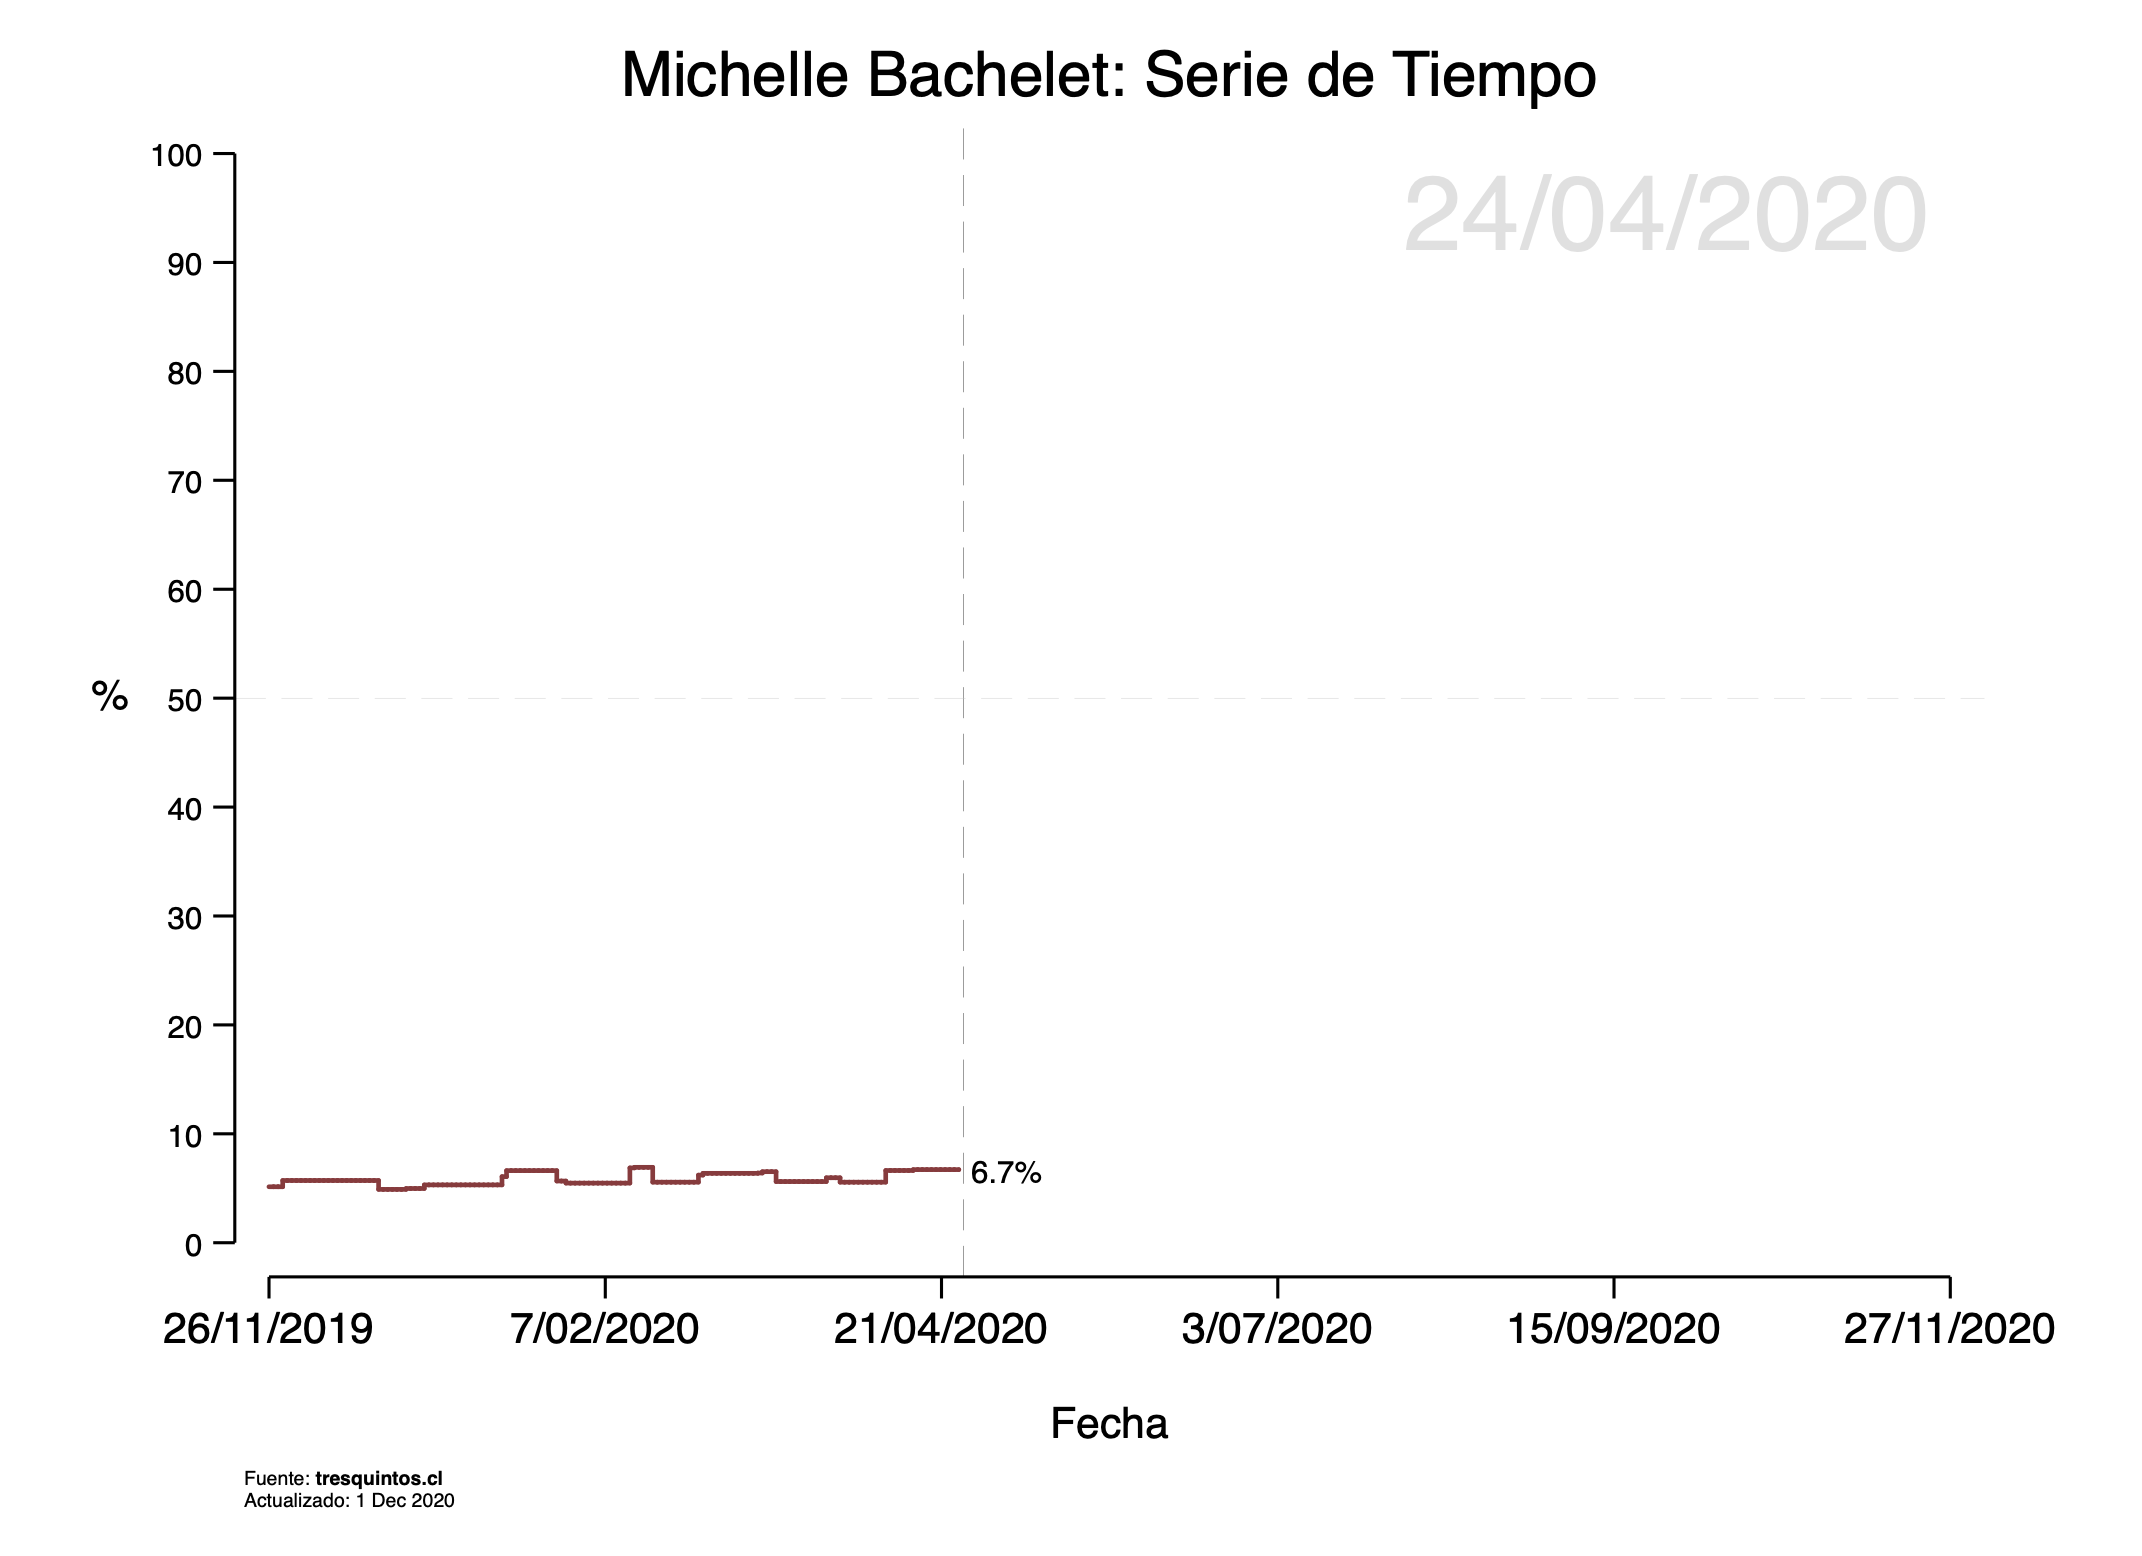 Michelle Bachelet: Serie de Tiempo
24/04/2020
100
90
80
70
60
50
40
30
20
10
0
%
6.7%
26/11/2019 7/02/2020 21/04/2020 3/07/2020 15/09/2020 27/11/2020
Fecha
Fuente: tresquintos.cl
Actualizado: 1 Dec 2020